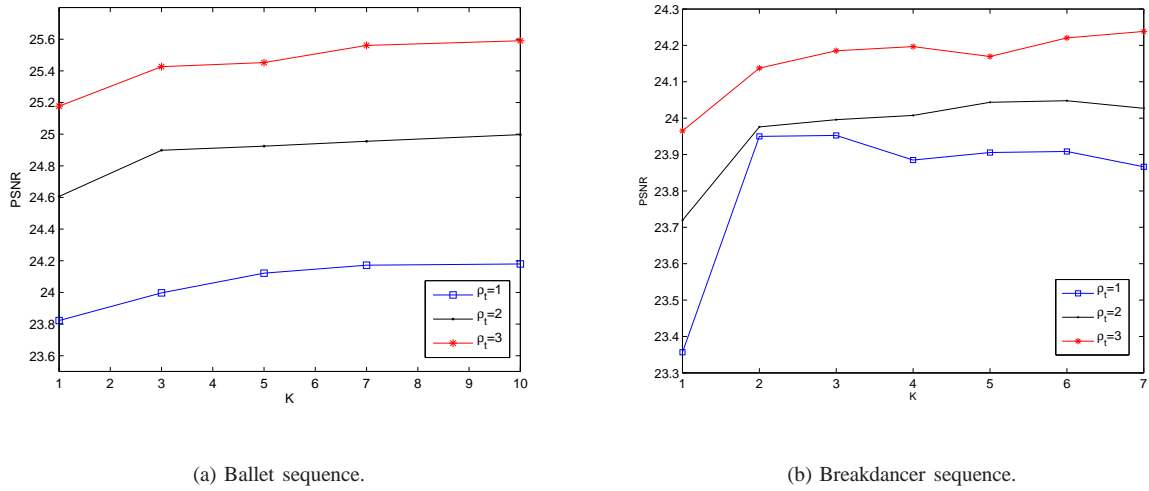 25.6
25.4
25.2
25
24.8
24.6
24.4
24.2
24
23.8
23.6
PSNR
1 2 3 4 5 6 7 8 9 10
K
ρt=1
ρt=2
ρt=3
(a) Ballet sequence.
24.3
24.2
24.1
24
23.9
23.8
23.7
23.6
23.5
23.4
23.3
PSNR
1 2 3 4 5 6 7
K
ρt=1
ρt=2
ρt=3
(b) Breakdancer sequence.